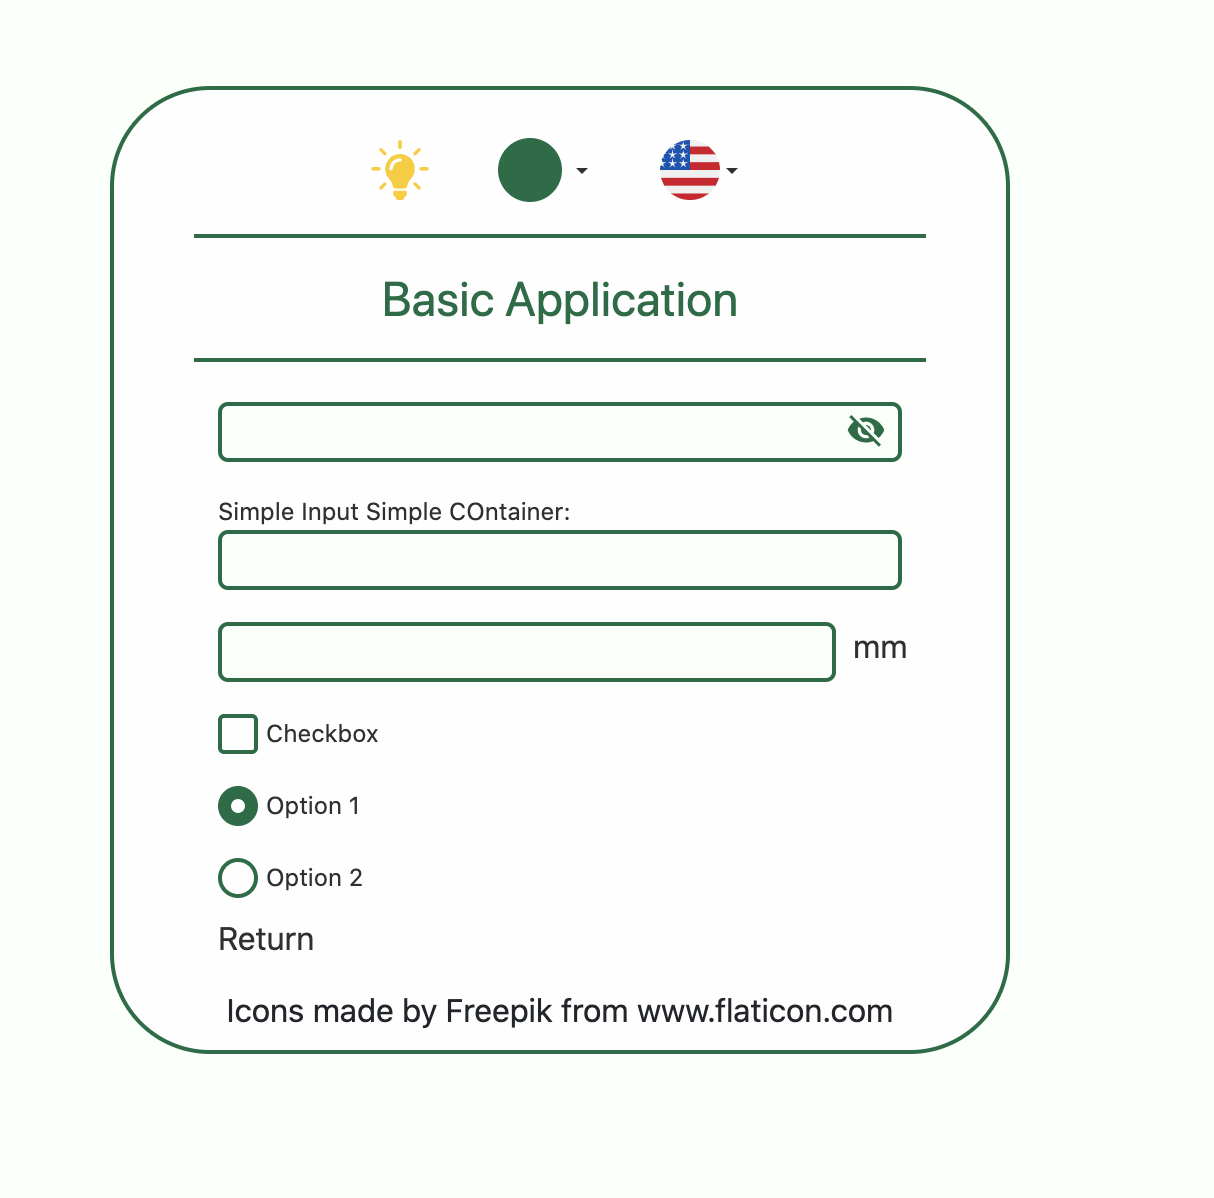 Basic Application
Simple Input Simple COntainer:
mm
Checkbox
Option 1
Option 2
Return
Icons made by Freepik from www.flaticon.com